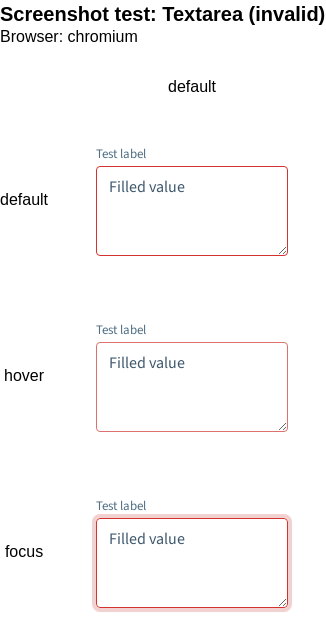 Screenshot test: Textarea (invalid)
Browser: chromium
default
Test label
default
Filled value
Test label
hover
Filled value
Test label
focus
Filled value